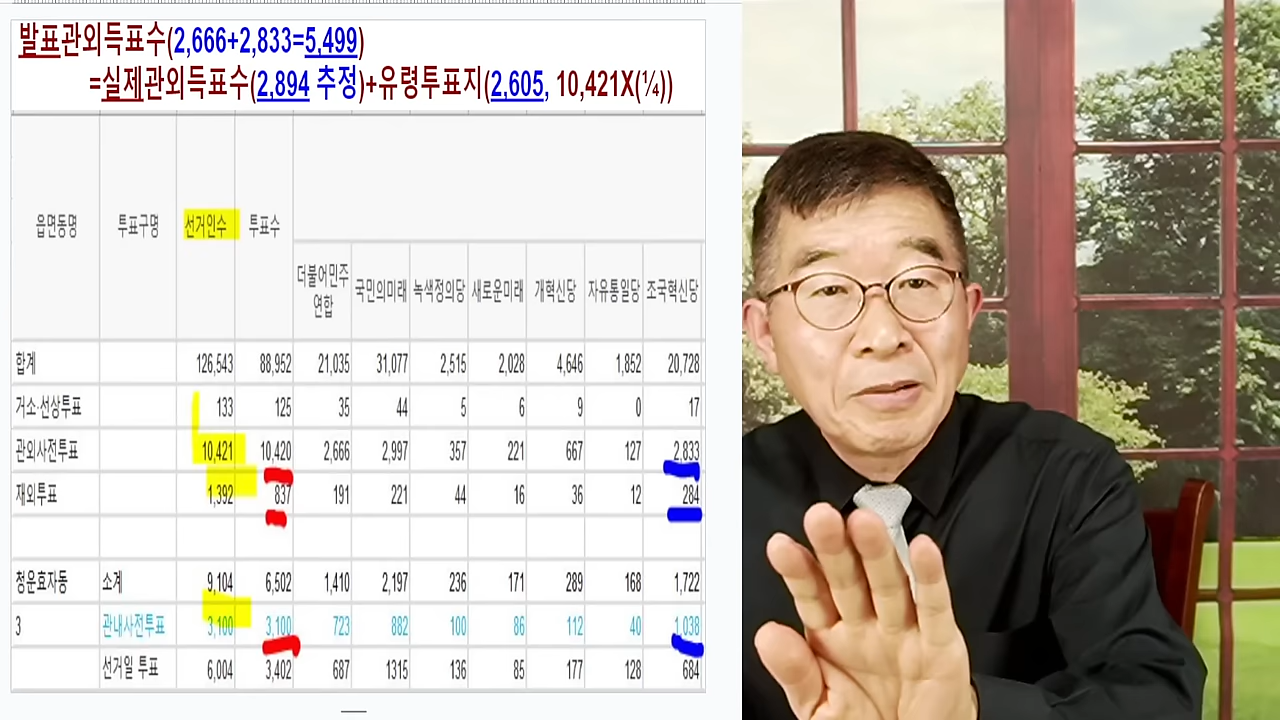 발표관외득표수(2,666+2,833=5,499)
=실제관외득표수(2,894 추정)+유령투표지(2,605, 10,421X(¼))
읍면동명 투표구명 선거인수 투표수
더불어민주연합 국민의미래 녹색정의당 새로운미래 개혁신당 자유통일당 조국혁신당
합계 126,543 88,952 21,035 31,077 2,515 2,028 4,646 1,852 20,728
거소·선상투표 133 125 35 44 5 6 9 0 17
관외사전투표 10,421 10,420 2,666 2,997 357 221 667 127 2,833
재외투표 1,392 837 191 221 44 16 36 12 284
청운효자동 소계 9,104 6,502 1,410 2,197 236 171 289 168 1,722
3 관내사전투표 3,100 3,100 723 882 100 86 112 40 1,038
선거일 투표 6,004 3,402 687 1315 136 85 177 128 684